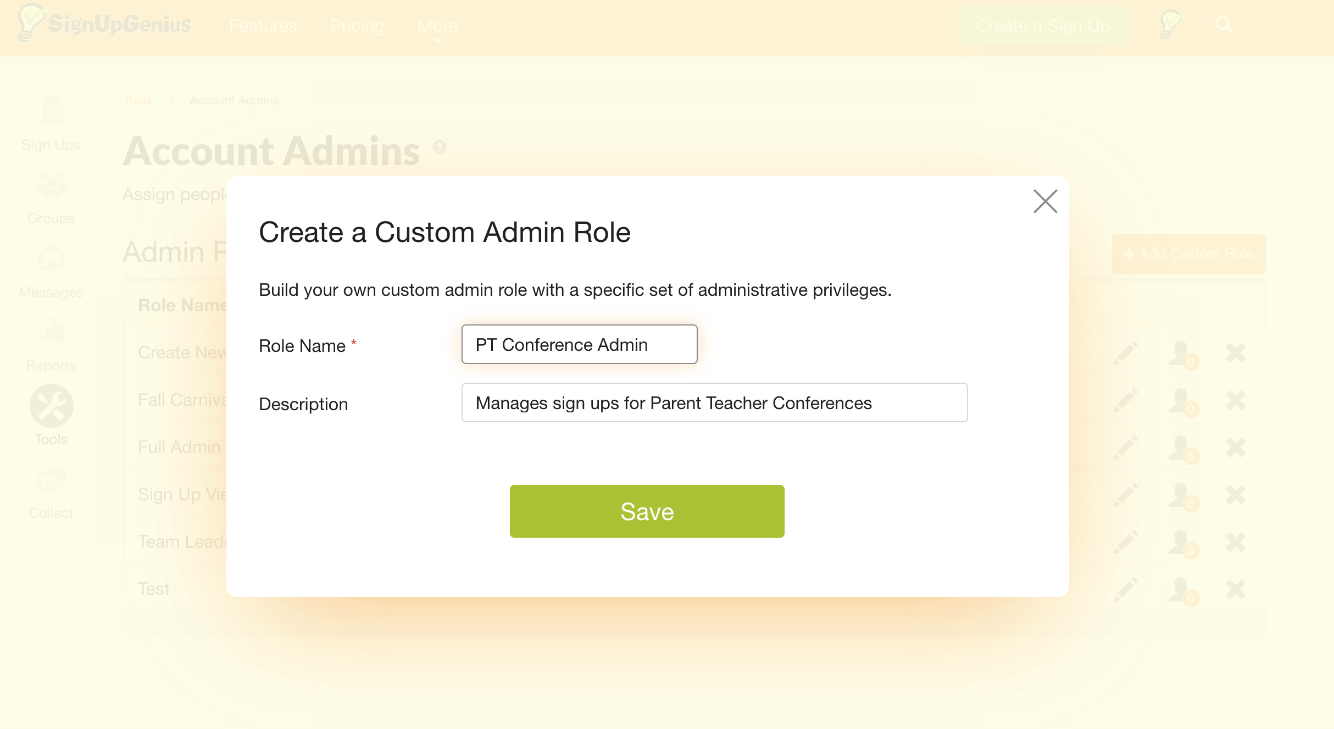 SignUpGenius Features Pricing More Create a Sign Up
Tools > Account Admins
Sign Ups
Account Admins ?
Assign people
Groups
Admin R
+ Add Custom Role
Messages
Role Name
Create New
Reports
Fall Carniva
Tools
Full Admin
Sign Up Vie
Collect
Team Leade
Test
Create a Custom Admin Role
Build your own custom admin role with a specific set of administrative privileges.
Role Name * PT Conference Admin
Description Manages sign ups for Parent Teacher Conferences
Save